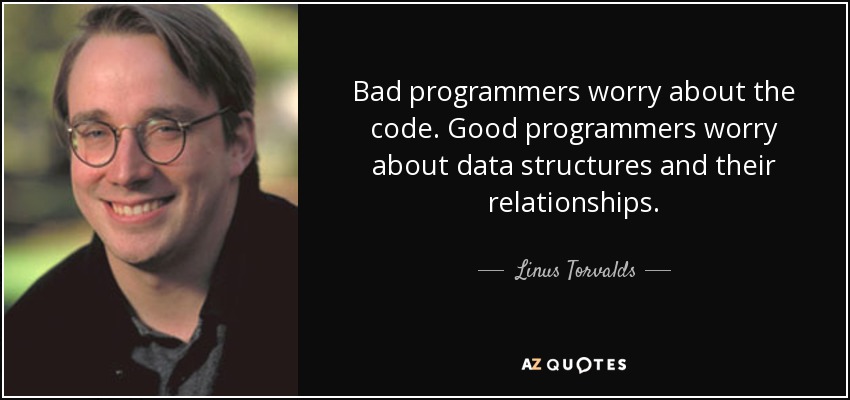 Bad programmers worry about the
code. Good programmers worry
about data structures and their
relationships.
Linus Torvalds
AZ QUOTES